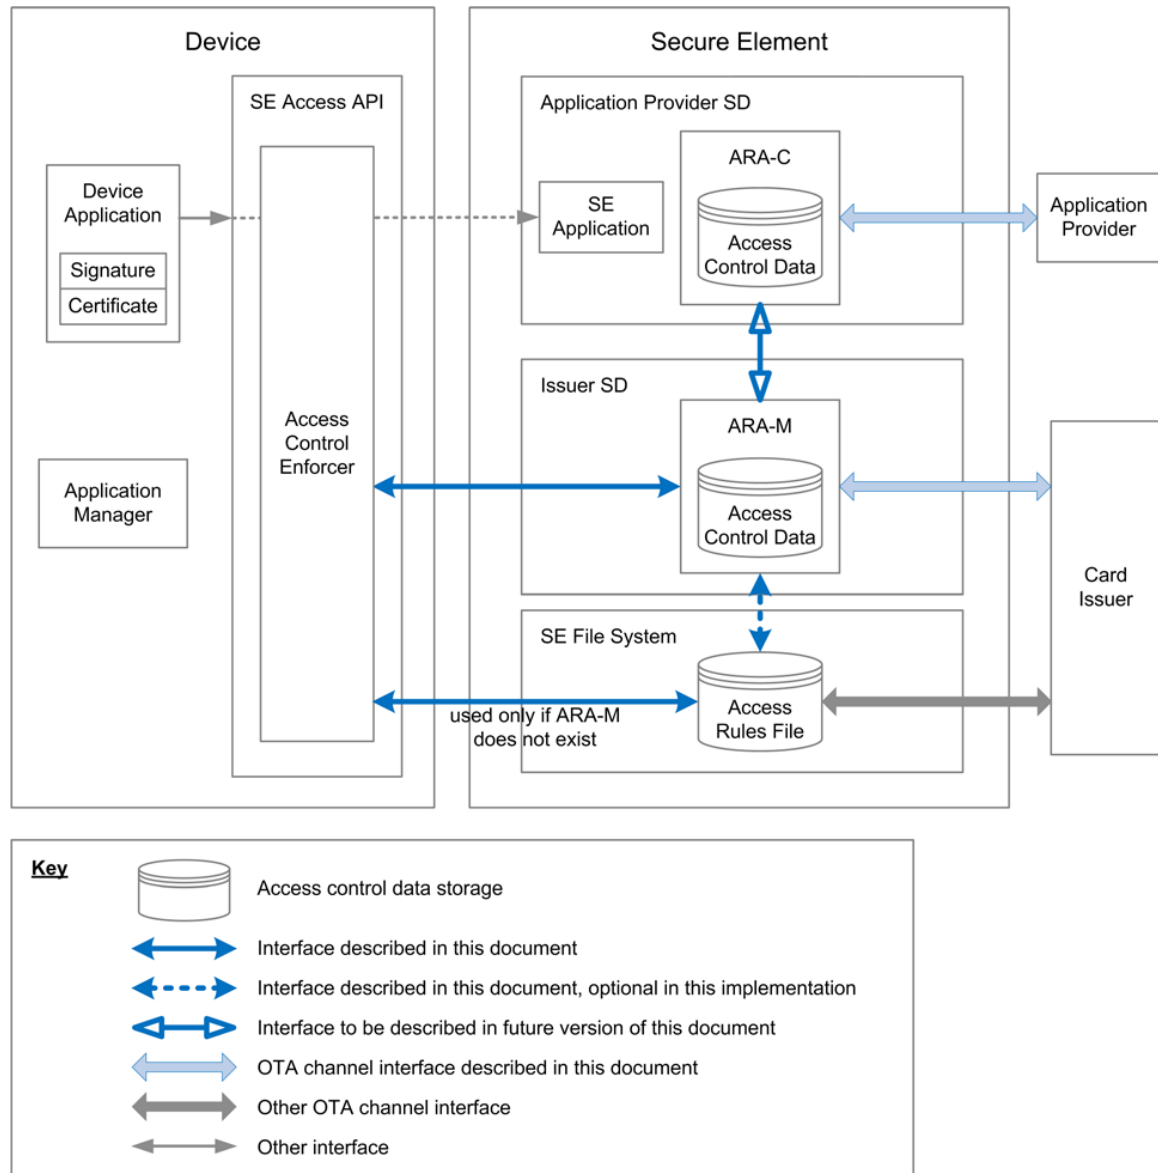 Device
Secure Element
SE Access API
Application Provider SD
ARA-C
Device
Application
Signature
Certificate
SE
Application
Access
Control Data
Application
Provider
Issuer SD
ARA-M
Access
Control
Enforcer
Application
Manager
Access
Control Data
Card
Issuer
SE File System
used only if ARA-M
does not exist
Access
Rules File
Key
Access control data storage
Interface described in this document
Interface described in this document, optional in this implementation
Interface to be described in future version of this document
OTA channel interface described in this document
Other OTA channel interface
Other interface